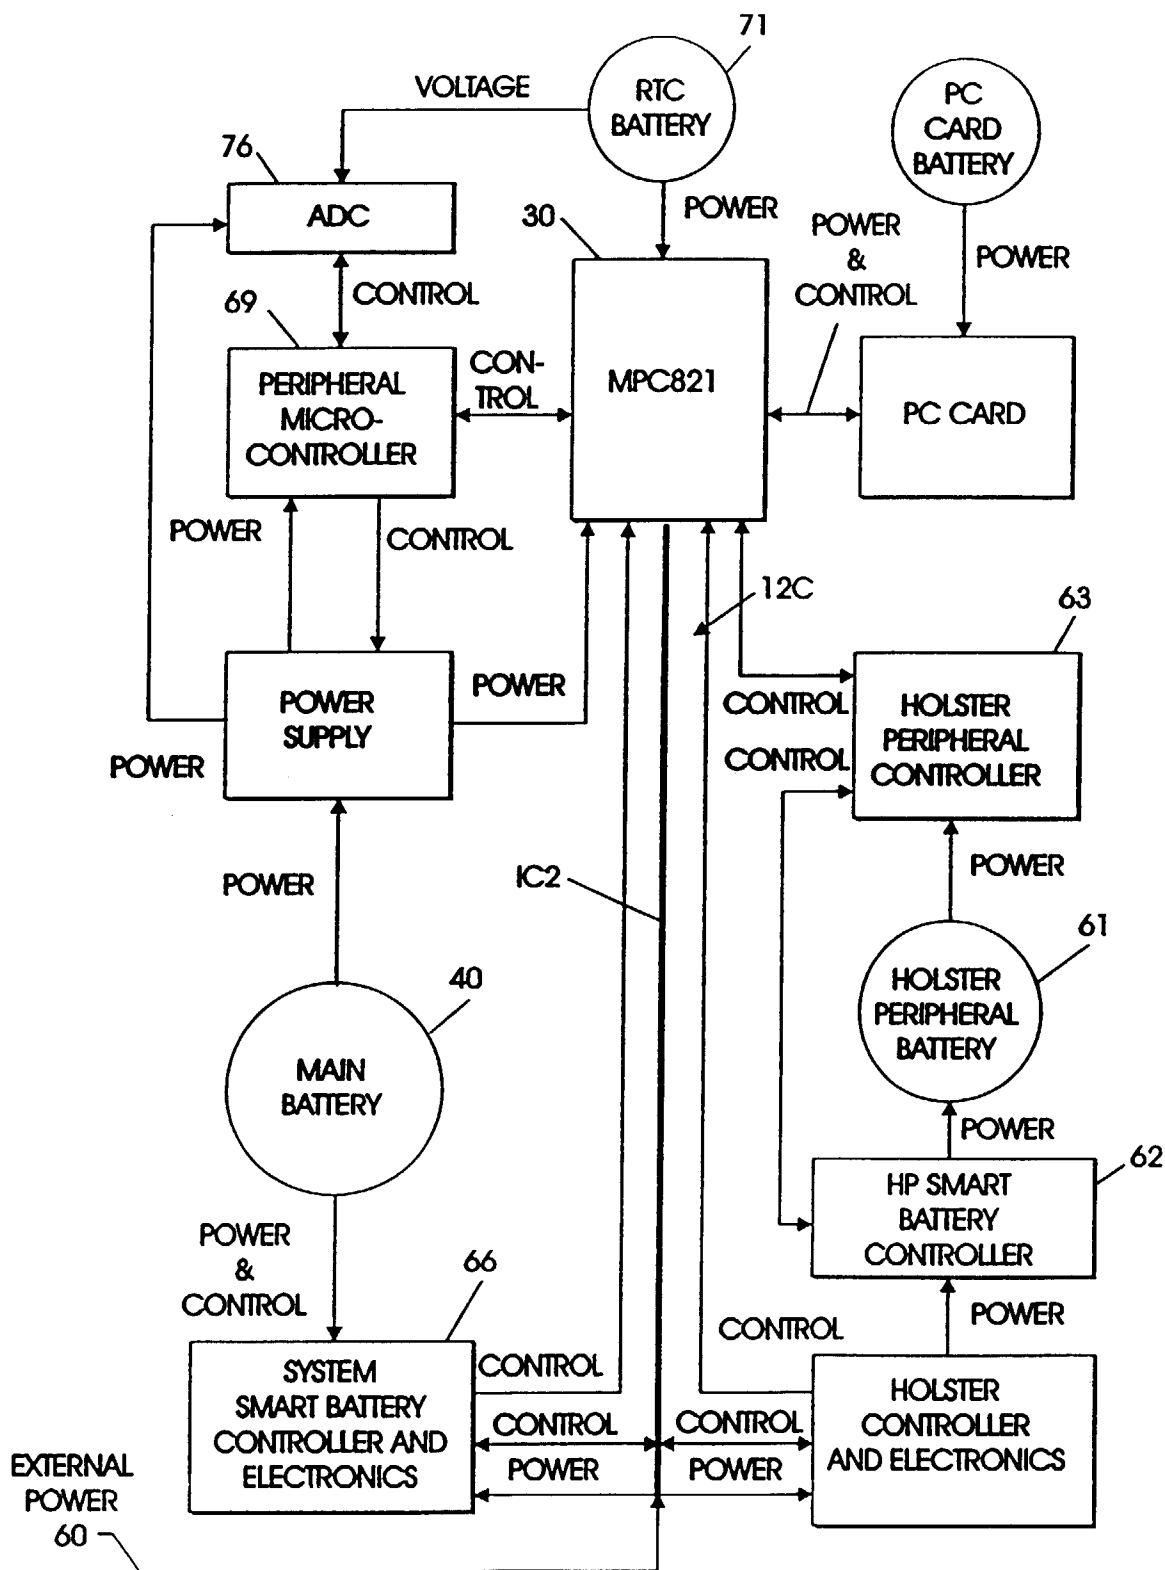 71
RTC
BATTERY
PC
CARD
BATTERY
VOLTAGE
76
ADC
POWER
30
POWER
&
CONTROL
POWER
CONTROL
69
PERIPHERAL
MICRO-
CONTROLLER
CON-
TROL
MPC821
PC CARD
POWER
CONTROL
12C
63
POWER
SUPPLY
POWER
POWER
CONTROL
CONTROL
HOLSTER
PERIPHERAL
CONTROLLER
POWER
IC2
POWER
61
HOLSTER
PERIPHERAL
BATTERY
40
MAIN
BATTERY
POWER
62
HP SMART
BATTERY
CONTROLLER
POWER
&
CONTROL
66
POWER
CONTROL
SYSTEM
SMART BATTERY
CONTROLLER AND
ELECTRONICS
CONTROL
CONTROL
POWER
CONTROL
POWER
HOLSTER
CONTROLLER
AND ELECTRONICS
EXTERNAL
POWER
60